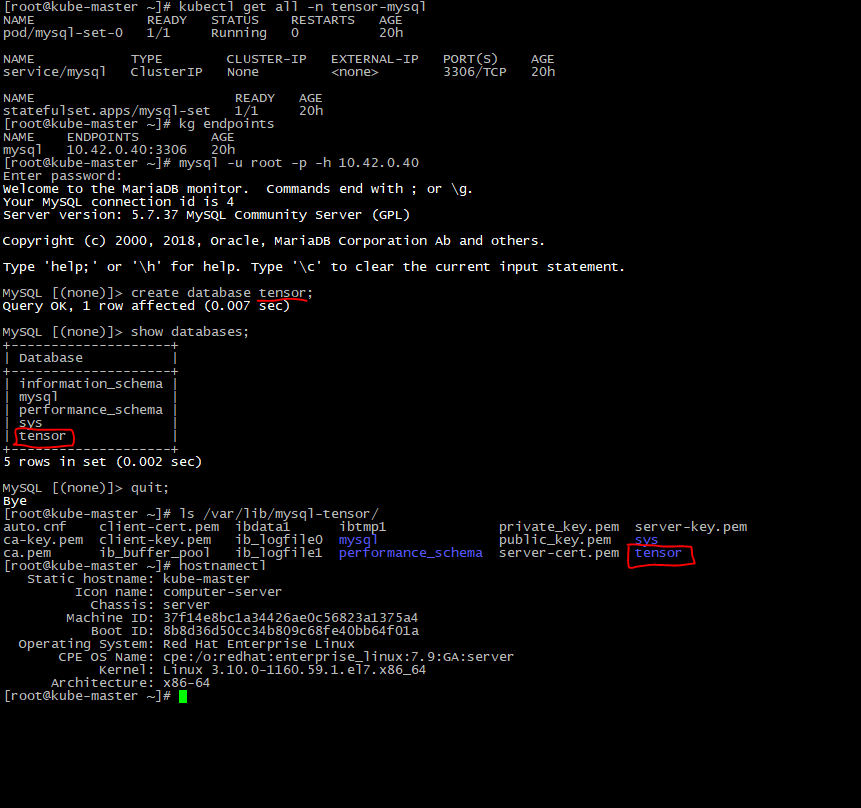 [root@kube-master ~]# kubectl get all -n tensor-mysql
NAME                READY   STATUS    RESTARTS   AGE
pod/mysql-set-0   1/1     Running   0          20h

NAME            TYPE        CLUSTER-IP   EXTERNAL-IP   PORT(S)    AGE
service/mysql   ClusterIP   None         <none>        3306/TCP   20h

NAME                         READY   AGE
statefulset.apps/mysql-set   1/1     20h
[root@kube-master ~]# kg endpoints
NAME    ENDPOINTS         AGE
mysql   10.42.0.40:3306   20h
[root@kube-master ~]# mysql -u root -p -h 10.42.0.40
Enter password:
Welcome to the MariaDB monitor.  Commands end with ; or \g.
Your MySQL connection id is 4
Server version: 5.7.37 MySQL Community Server (GPL)

Copyright (c) 2000, 2018, Oracle, MariaDB Corporation Ab and others.

Type 'help;' or '\h' for help. Type '\c' to clear the current input statement.

MySQL [(none)]> create database tensor;
Query OK, 1 row affected (0.007 sec)

MySQL [(none)]> show databases;
+--------------------+
| Database           |
+--------------------+
| information_schema |
| mysql              |
| performance_schema |
| sys                |
| tensor             |
+--------------------+
5 rows in set (0.002 sec)

MySQL [(none)]> quit;
Bye
[root@kube-master ~]# ls /var/lib/mysql-tensor/
auto.cnf    client-cert.pem  ibdata1      ibtmp1              private_key.pem  server-key.pem
ca-key.pem  client-key.pem   ib_logfile0  mysql               public_key.pem   sys
ca.pem      ib_buffer_pool   ib_logfile1  performance_schema  server-cert.pem  tensor
[root@kube-master ~]# hostnamectl
   Static hostname: kube-master
         Icon name: computer-server
           Chassis: server
        Machine ID: 37f14e8bc1a34426ae0c56823a1375a4
           Boot ID: 8b8d36d50cc34b809c68fe40bb64f01a
  Operating System: Red Hat Enterprise Linux
       CPE OS Name: cpe:/o:redhat:enterprise_linux:7.9:GA:server
            Kernel: Linux 3.10.0-1160.59.1.el7.x86_64
      Architecture: x86-64
[root@kube-master ~]#